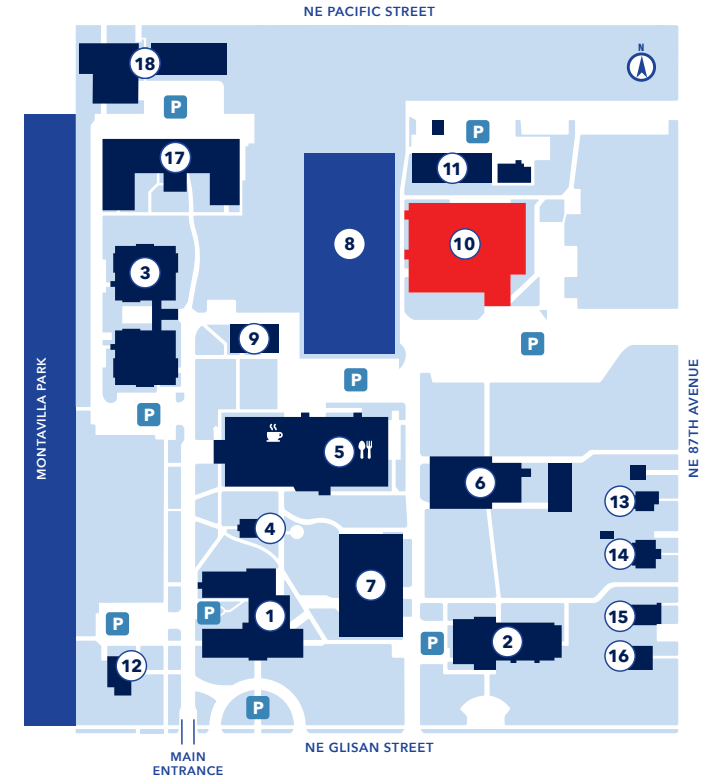 NE PACIFIC STREET
N
18
P
P
17
11
8
10
3
9
P
P
MONTAVILLA PARK
NE 87TH AVENUE
P
5
6
13
4
14
7
P
1
15
P
2
P
16
12
P
NE GLISAN STREET
MAIN
ENTRANCE